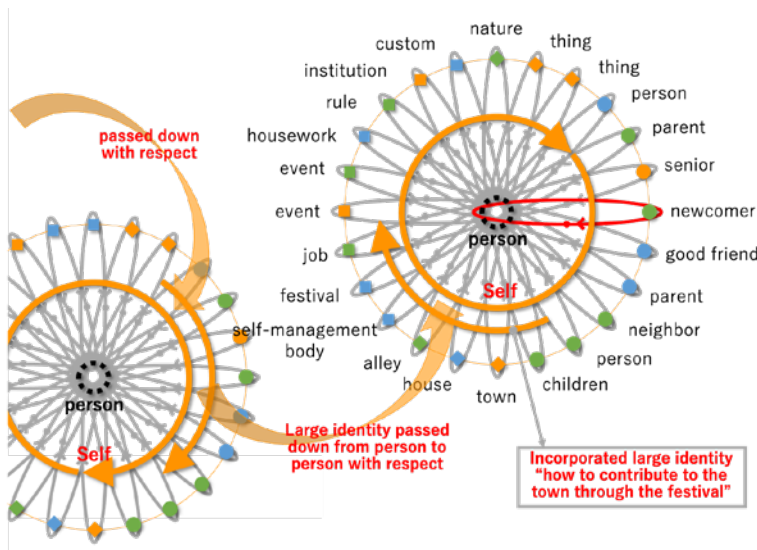 nature
custom
thing
institution
thing
rule
person
passed down
with respect
housework
parent
event
senior
event
newcomer
person
job
good friend
festival
Self
parent
self-management
body
neighbor
alley
person
house
children
town
person
Self
Large identity passed
down from person to
person with respect
Incorporated large identity
“how to contribute to the
town through the festival”